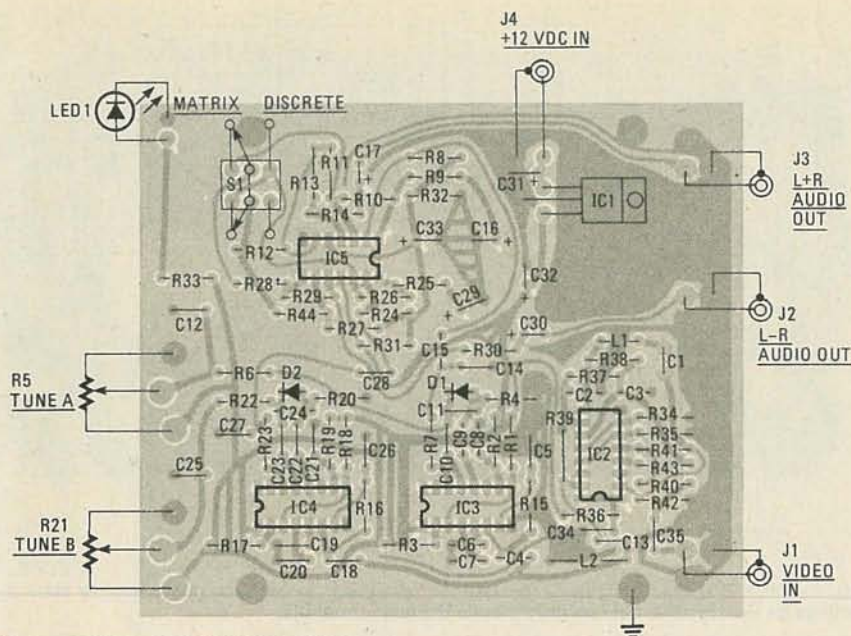 J4
+12 VDC IN
LED1
MATRIX DISCRETE
S1
R13
R11
C17
+
R10
R14
R8
R9
R32
C31
+
IC1
J3
L+R
AUDIO
OUT
R12
IC5
+
C33
C16
+
R33
R28
R29
R44
R27
R26
R24
R25
R31
C29
+
C32
+
+
C30
J2
L-R
AUDIO OUT
C12
C15
R30
C14
L1
R38
C1
R37
C2
C3
R5
TUNE A
R6
D2
C28
D1
R22
C24
R20
C11
R4
C27
R23
C23
C22
C21
R19
R18
C26
R7
C10
C9
C8
R2
R1
C5
R39
IC2
R34
R35
R41
R43
R40
R42
C25
IC4
R16
IC3
R15
R36
C34
C13
C35
R21
TUNE B
R17
C19
C20
C18
R3
C6
C7
C4
L2
J1
VIDEO
IN